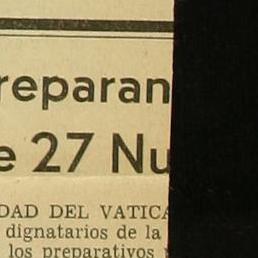 reparan
e 27 Nu
DAD DEL VATICA
dignatarios de la
los preparativos